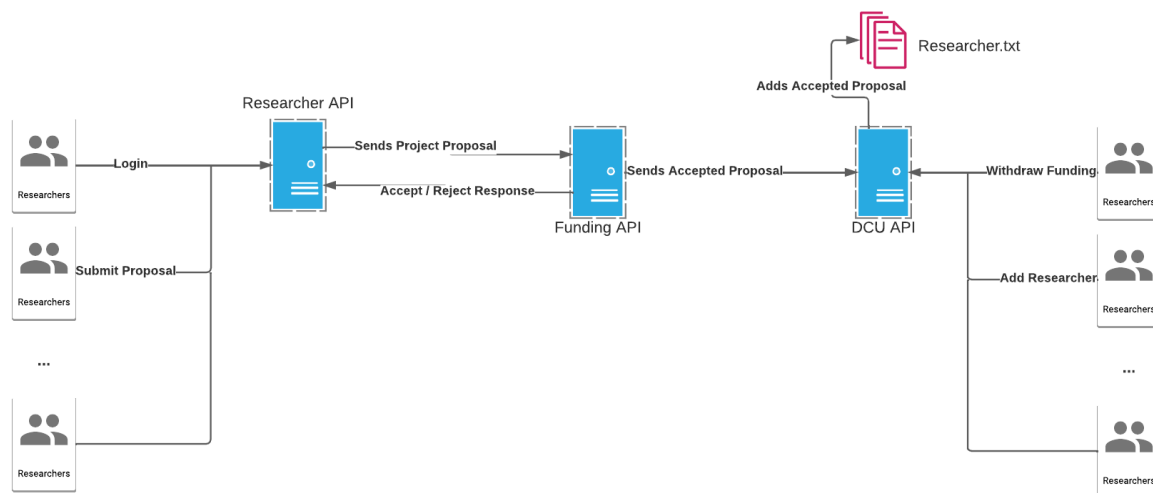 Researcher.txt
Adds Accepted Proposal
Researcher API
Login
Sends Project Proposal
Sends Accepted Proposal
Withdraw Funding
Accept / Reject Response
Researchers
Researchers
Funding API
DCU API
Submit Proposal
Add Researcher
Researchers
Researchers
...
...
Researchers
Researchers